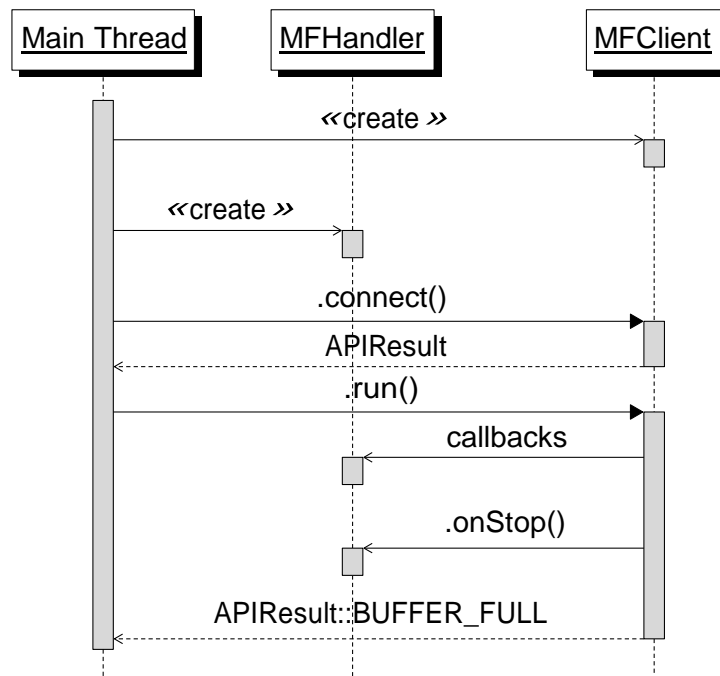 Main Thread MFHandler MFClient
«create »
«create »
.connect()
APIResult
.run()
callbacks
.onStop()
APIResult::BUFFER_FULL